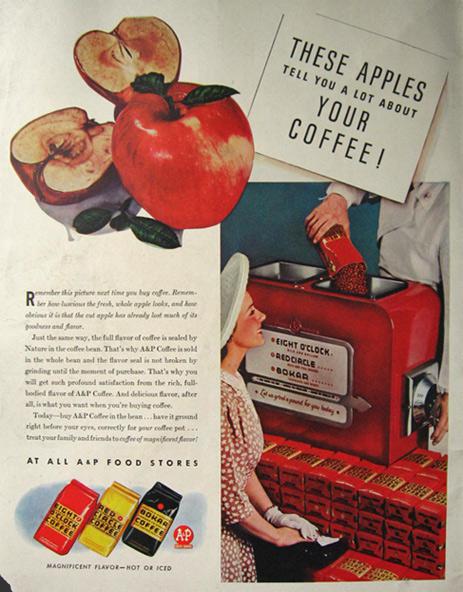 THESE APPLES
TELL YOU A LOT ABOUT
YOUR
COFFEE!
Remember this picture next time you buy coffee. Remem-
ber how luscious the fresh, whole apple looks, and how
obvious it is that the cut apple has already lost much of its
goodness and flavor.
Just the same way, the full flavor of coffee is sealed by
Nature in the coffee bean. That's why A&P Coffee is sold
in the whole bean and the flavor seal is not broken by
grinding until the moment of purchase. That's why you
will get such profound satisfaction from the rich, full-
bodied flavor of A&P Coffee. And delicious flavor, after
all, is what you want when you're buying coffee.
Today—buy A&P Coffee in the bean . . . have it ground
right before your eyes, correctly for your coffee pot . . .
treat your family and friends to coffee of magnificent flavor!
EIGHT O'CLOCK
RED CIRCLE
BOKAR
Let us grind a pound for you today
AT ALL A&P FOOD STORES
EIGHT
O'CLOCK
COFFEE
RED
CIRCLE
COFFEE
BOKAR
COFFEE
A&P
MAGNIFICENT FLAVOR—HOT OR ICED